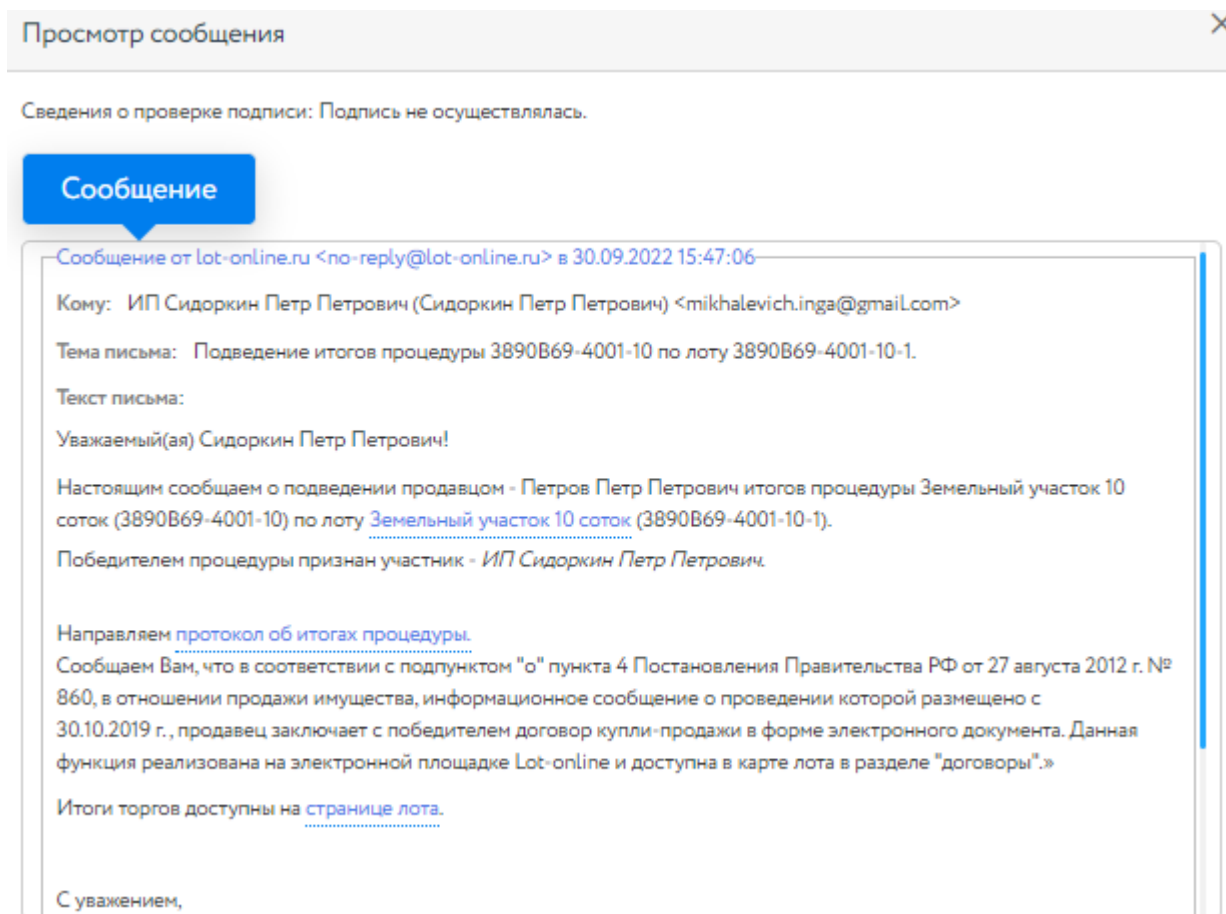 Просмотр сообщения
Сведения о проверке подписи: Подпись не осуществлялась.
Сообщение
Сообщение от lot-online.ru <no-reply@lot-online.ru> в 30.09.2022 15:47:06
Кому: ИП Сидоркин Петр Петрович (Сидоркин Петр Петрович) <mikhalevich.inga@gmail.com>
Тема письма: Подведение итогов процедуры 3890В69-4001-10 по лоту 3890В69-4001-10-1.
Текст письма:
Уважаемый(ая) Сидоркин Петр Петрович!
Настоящим сообщаем о подведении продавцом - Петров Петр Петрович итогов процедуры Земельный участок 10
соток (3890В69-4001-10) по лоту Земельный участок 10 соток (3890В69-4001-10-1).
Победителем процедуры признан участник - ИП Сидоркин Петр Петрович.
Направляем протокол об итогах процедуры.
Сообщаем Вам, что в соответствии с подпунктом "о" пункта 4 Постановления Правительства РФ от 27 августа 2012 г. №
860, в отношении продажи имущества, информационное сообщение о проведении которой размещено с
30.10.2019 г., продавец заключает с победителем договор купли-продажи в форме электронного документа. Данная
функция реализована на электронной площадке Lot-online и доступна в карте лота в разделе "договоры".»
Итоги торгов доступны на странице лота.
С уважением,